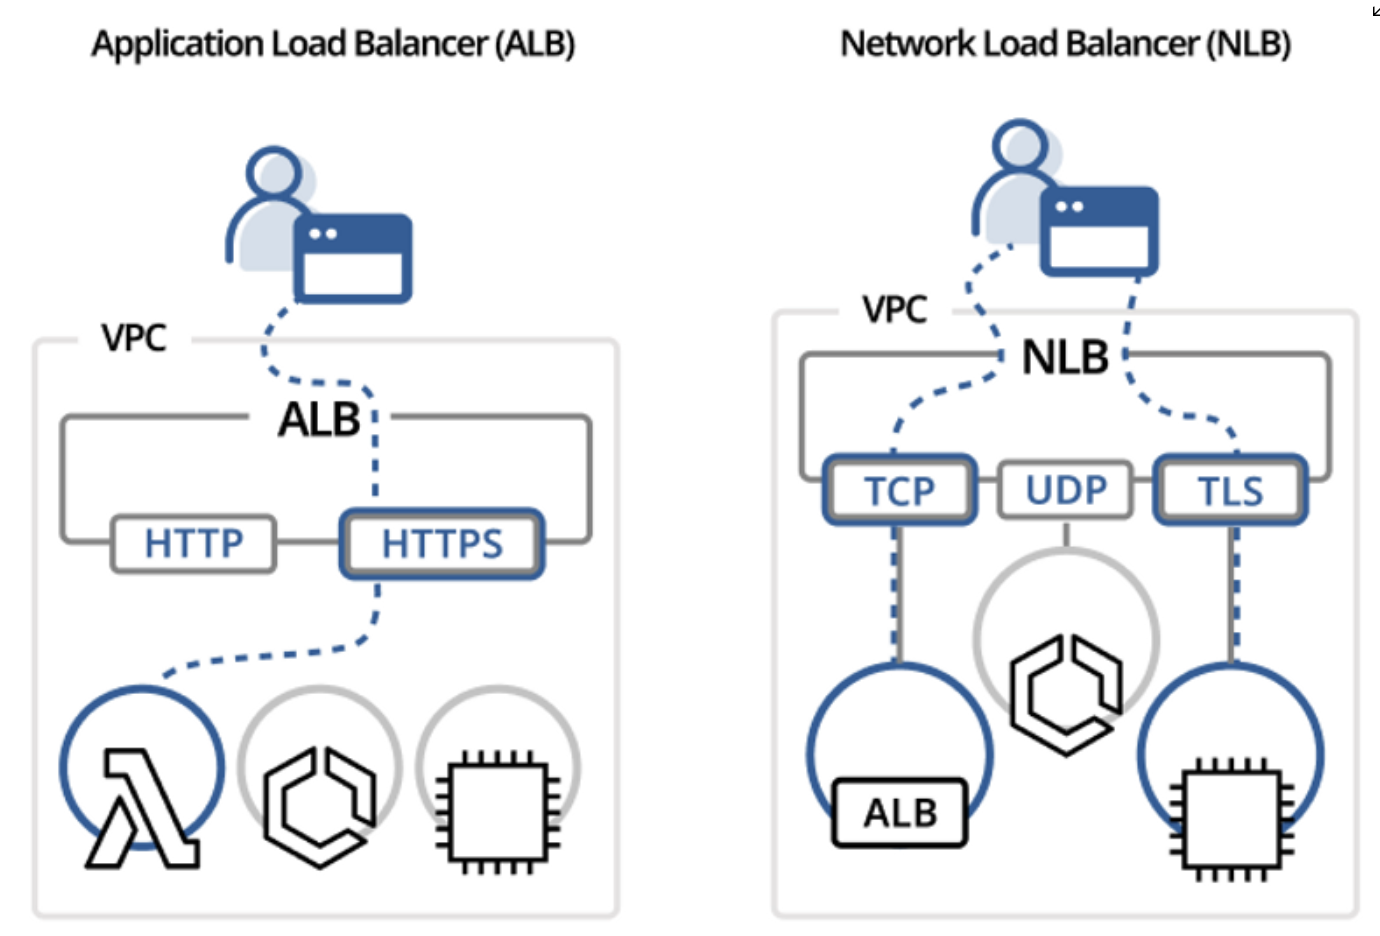 Application Load Balancer (ALB)
VPC
ALB
HTTP
HTTPS
Network Load Balancer (NLB)
VPC
NLB
TCP
UDP
TLS
ALB